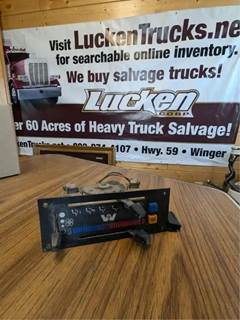 Visit LuckenTrucks.ne
for searchable online inventory.
We buy salvage trucks!
Lucken
CORP.
er 60 Acres of Heavy Truck Salvage!
• Hwy. 59 • Winger